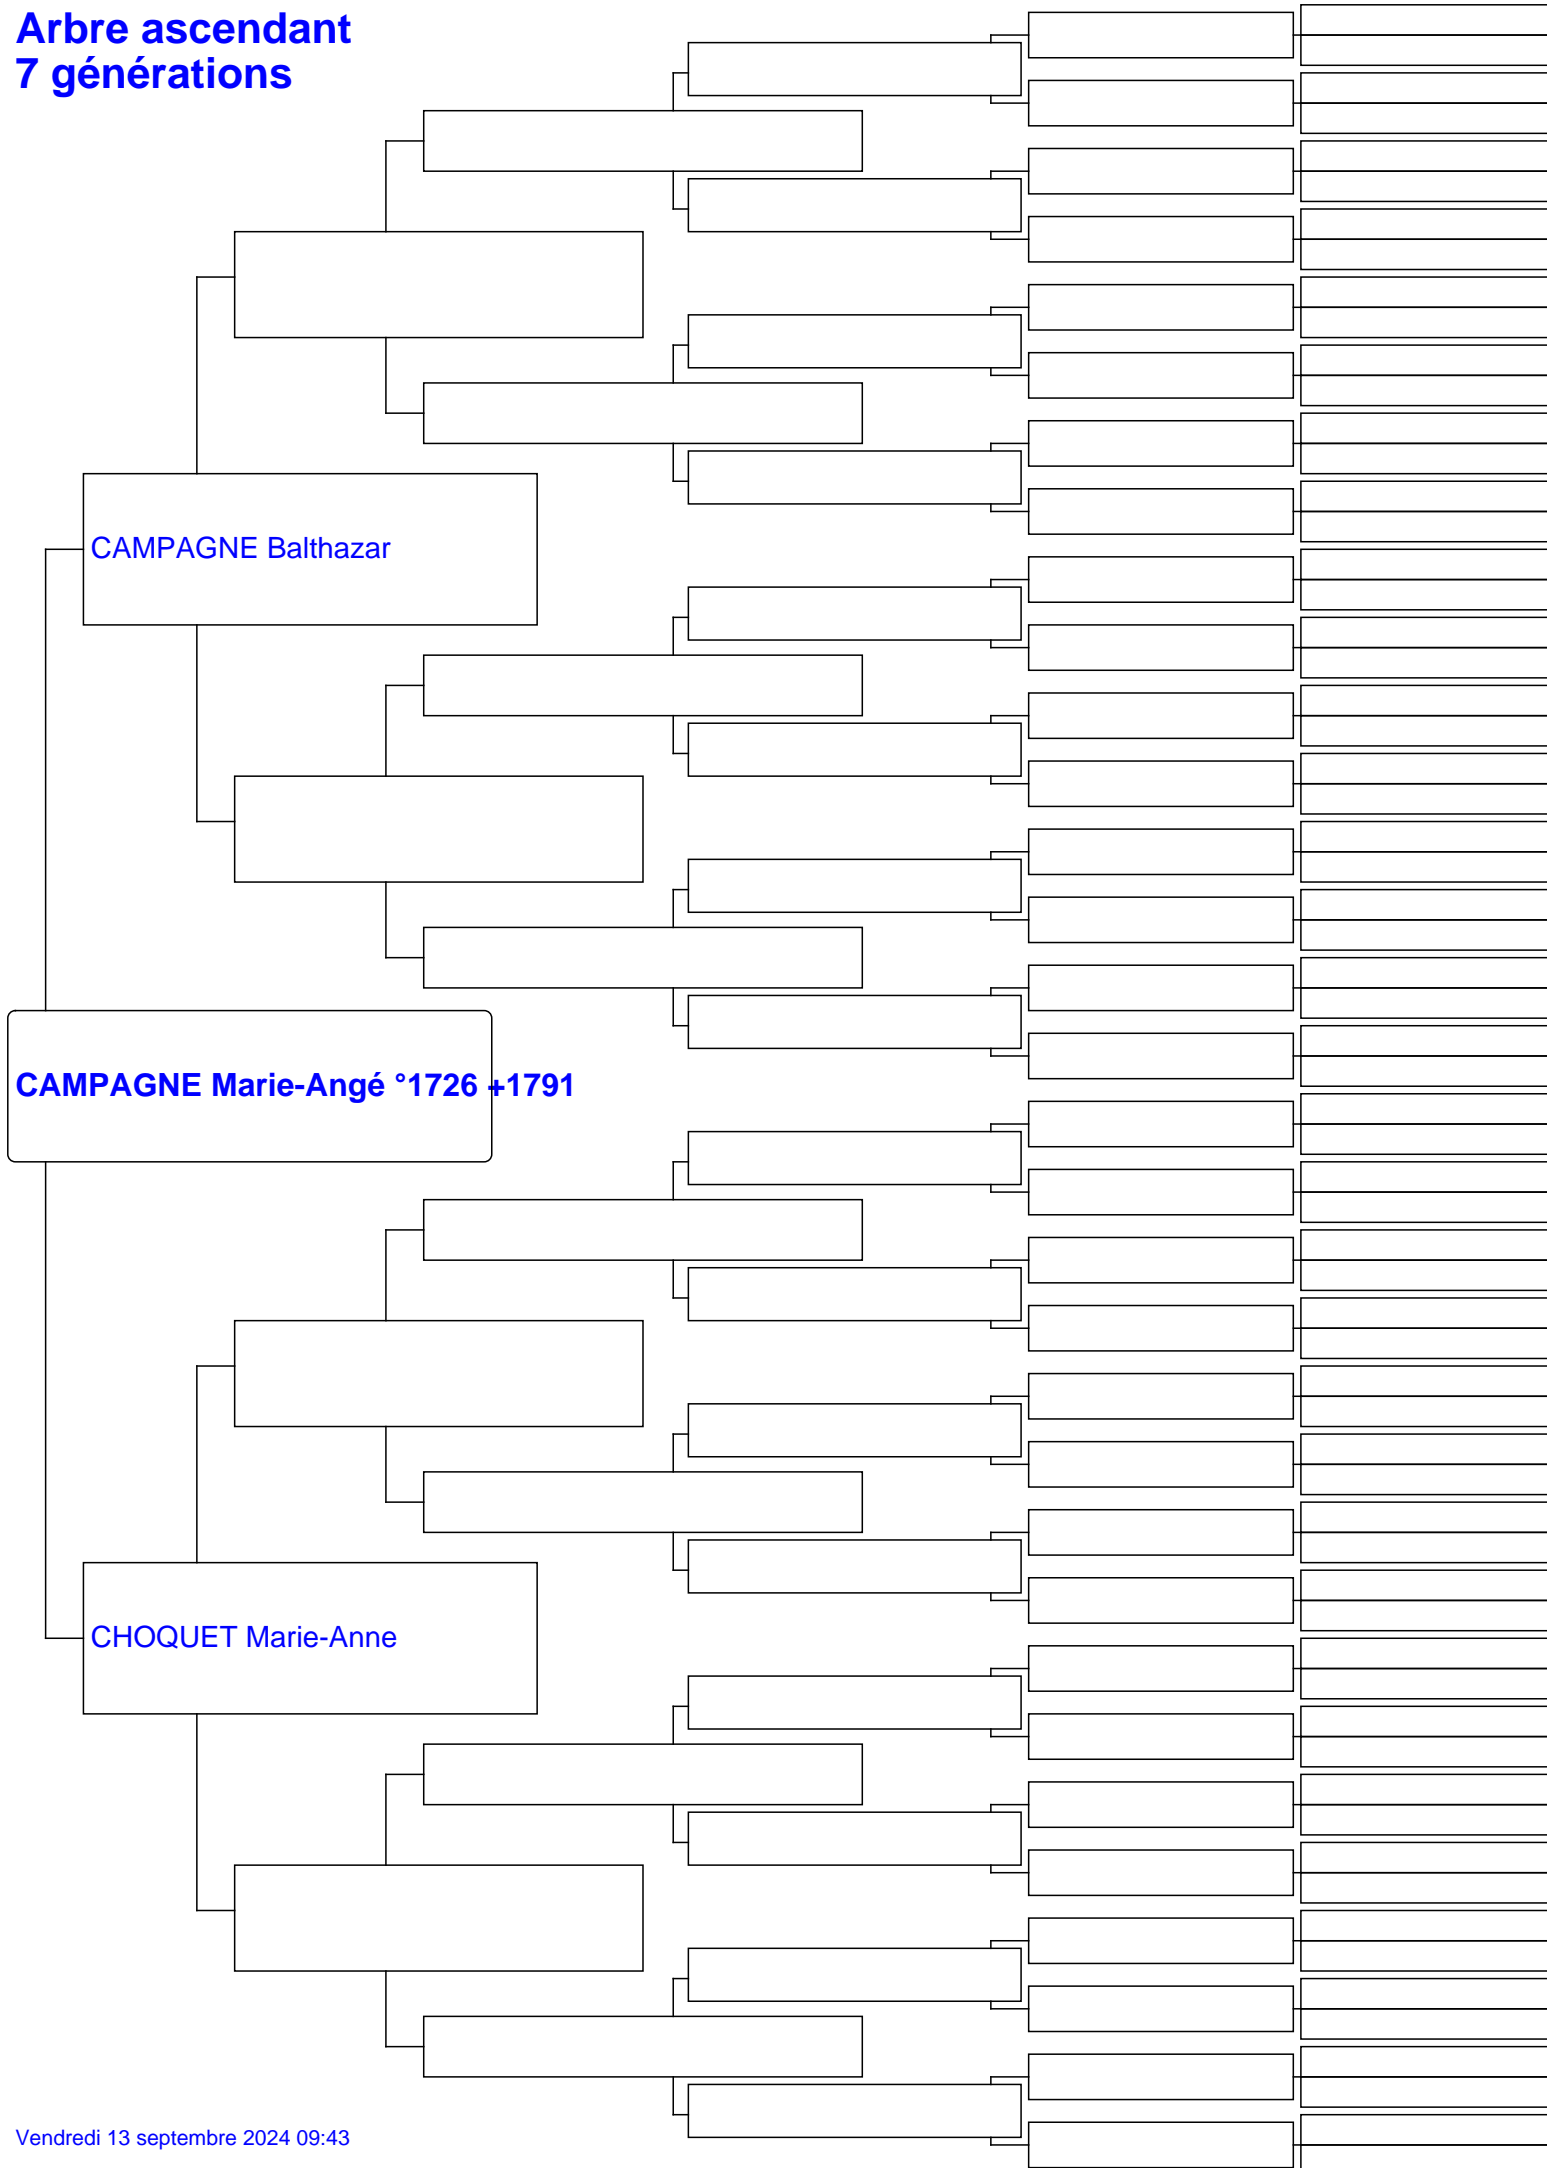 Arbre ascendant
7 générations
CAMPAGNE Balthazar
CAMPAGNE Marie-Angé °1726 +1791
CHOQUET Marie-Anne
Vendredi 13 septembre 2024 09:43